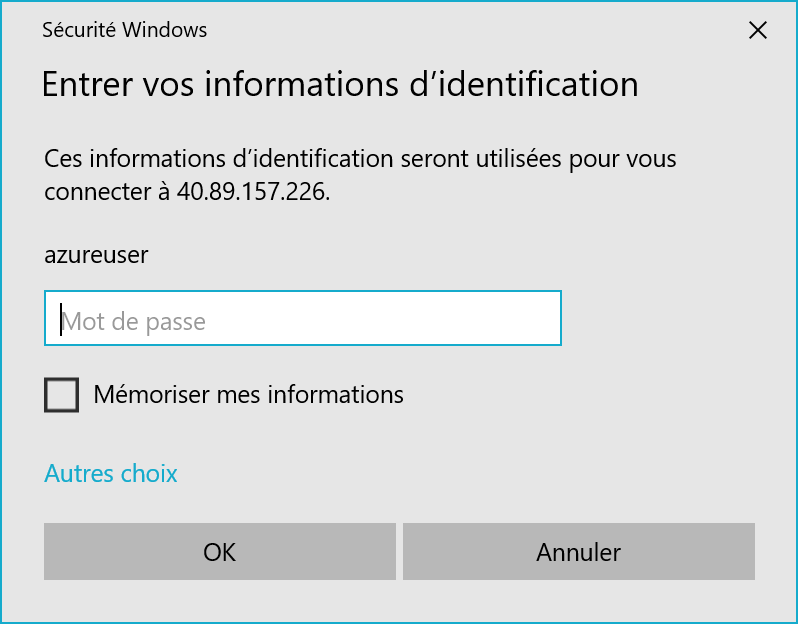 Sécurité Windows
Entrer vos informations d’identification
Ces informations d’identification seront utilisées pour vous
connecter à 40.89.157.226.
azureuser
Mot de passe
Mémoriser mes informations
Autres choix
OK
Annuler